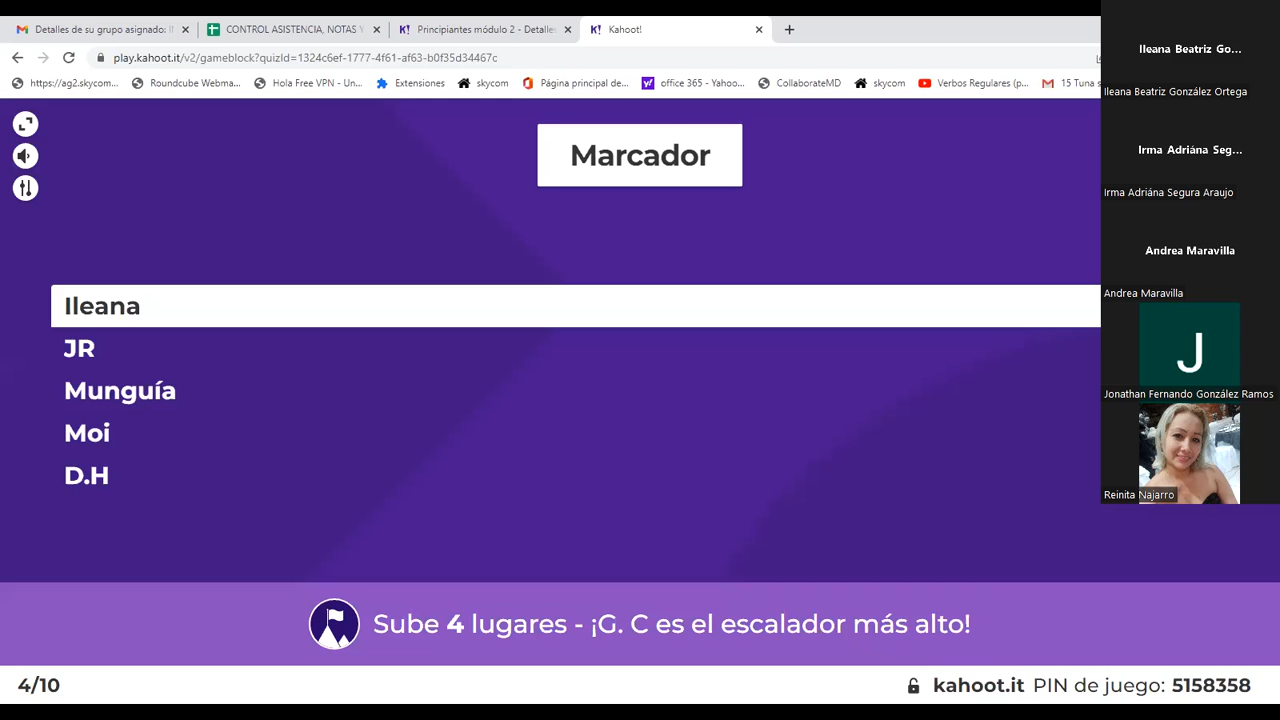 Detalles de su grupo asignado: I
CONTROL ASISTENCIA, NOTAS Y
Principiantes módulo 2 - Detalles
Kahoot!
play.kahoot.it/v2/gameblock?quizId=1324c6ef-1777-4f61-af63-b0f35d34467c
https://ag2.skycom...
Roundcube Webma...
Hola Free VPN - Un...
Extensiones
skycom
Página principal de...
office 365 - Yahoo...
CollaborateMD
skycom
Verbos Regulares (p...
15 Tuna s
Marcador
Ileana
JR
Munguía
Moi
D.H
Sube 4 lugares - ¡G. C es el escalador más alto!
4/10
kahoot.it PIN de juego: 5158358
Ileana Beatriz Go...
Ileana Beatriz González Ortega
Irma Adriána Seg...
Irma Adriána Segura Araujo
Andrea Maravilla
Andrea Maravilla
J
Jonathan Fernando González Ramos
Reinita Najarro